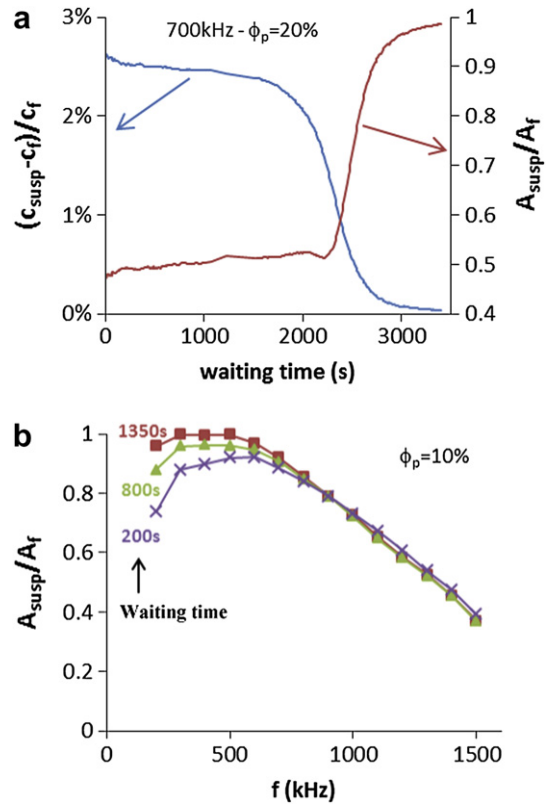 a
700kHz - ϕp=20%
3%
2%
1%
0%
(csusp-cf)/cf
1
0.9
0.8
0.7
0.6
0.5
0.4
Asusp/Af
0
1000
2000
3000
waiting time (s)
b
1350s
800s
200s
Waiting time
ϕp=10%
1
0.8
0.6
0.4
0.2
0
Asusp/Af
0
500
1000
1500
f (kHz)